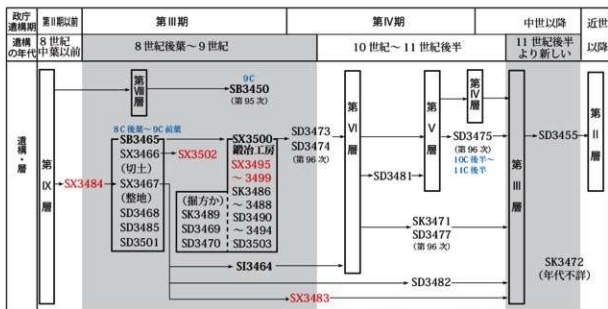 政庁遺構期 第Ⅱ期以前 第Ⅲ期 第Ⅳ期 中世以降 近世以降
遺構の年代 8世紀中葉以前 8世紀後葉～9世紀 10世紀～11世紀後半 11世紀後半より新しい
遺構・層
第Ⅸ層
SX3484
第Ⅷ層
9C
SB3450
(第95次)
8C後葉～9C前葉
SB3465
SX3466
(切土)
SX3467
(整地)
SD3468
SD3485
SD3501
SX3502
SX3500
鍛冶工房
SX3495
～3499
SK3486
～3488
SD3490
～3494
SD3503
(掘方か)
SK3489
SD3469
SD3470
SI3464
SX3483
SD3473
SD3474
(第96次)
第Ⅵ層
SD3481
第Ⅴ層
第Ⅳ層
SD3475
(第96次)
10C後半～
11C後半
SK3471
SD3477
(第96次)
SD3482
第Ⅲ層
SD3455
SK3472
(年代不詳)
第Ⅱ層